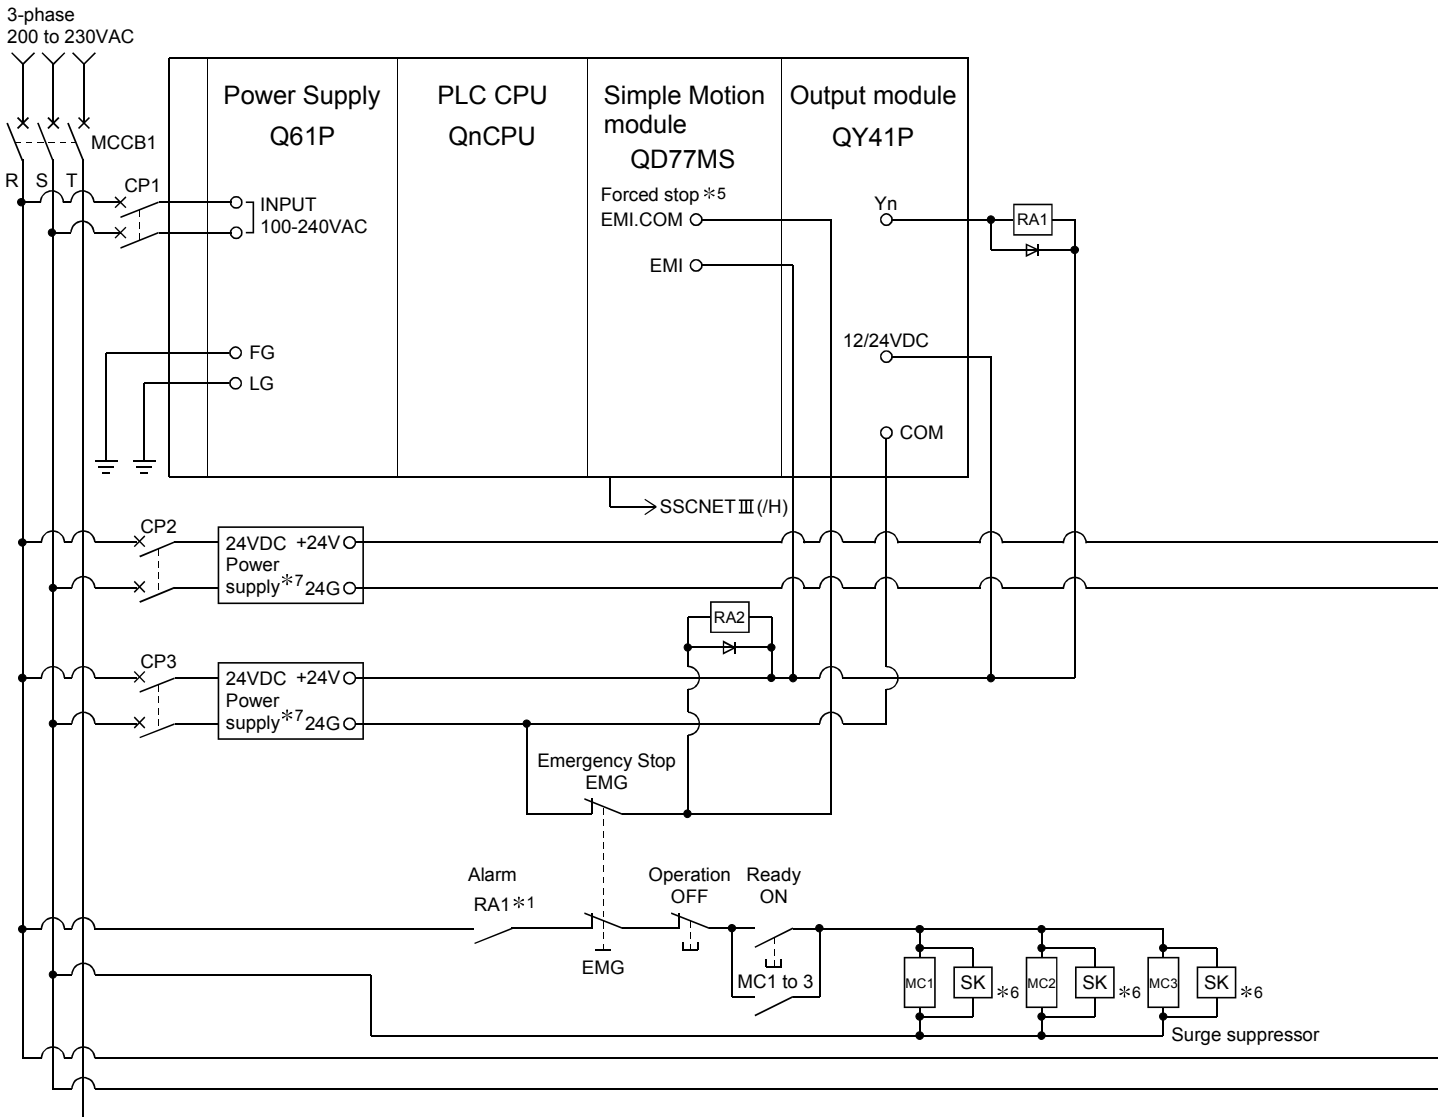 3-phase
200 to 230VAC
MCCB1
R
S
T
CP1
Power Supply
Q61P
INPUT
100-240VAC
FG
LG
PLC CPU
QnCPU
Simple Motion
module
QD77MS
Forced stop *5
EMI.COM
EMI
Output module
QY41P
Yn
12/24VDC
COM
RA1
SSCNETⅢ(/H)
CP2
24VDC +24V
Power
supply*7 24G
RA2
CP3
24VDC +24V
Power
supply*7 24G
Emergency Stop
EMG
Alarm
RA1*1
EMG
Operation
OFF
Ready
ON
MC1 to 3
MC1
SK
*6
MC2
SK
*6
MC3
SK
*6
Surge suppressor